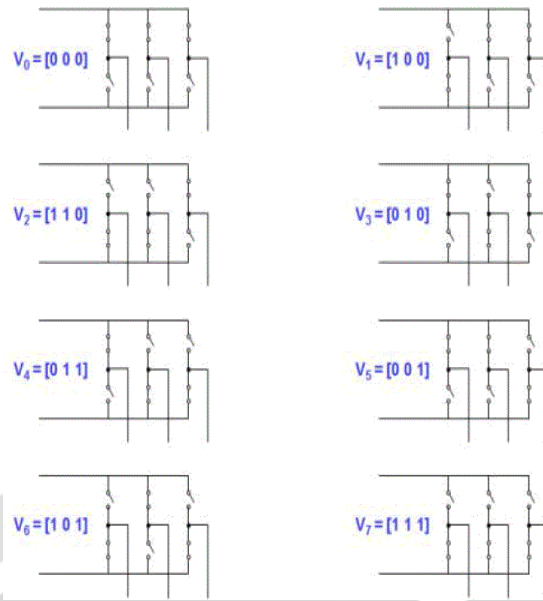 V₀=[0 0 0]
V₁=[1 0 0]
V₂=[1 1 0]
V₃=[0 1 0]
V₄=[0 1 1]
V₅=[0 0 1]
V₆=[1 0 1]
V₇=[1 1 1]